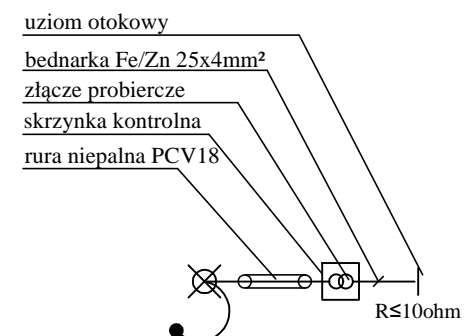 uziom otokowy
bednarka Fe/Zn 25x4mm²
złącze probiercze
skrzynka kontrolna
rura niepalna PCV18
R≤10ohm